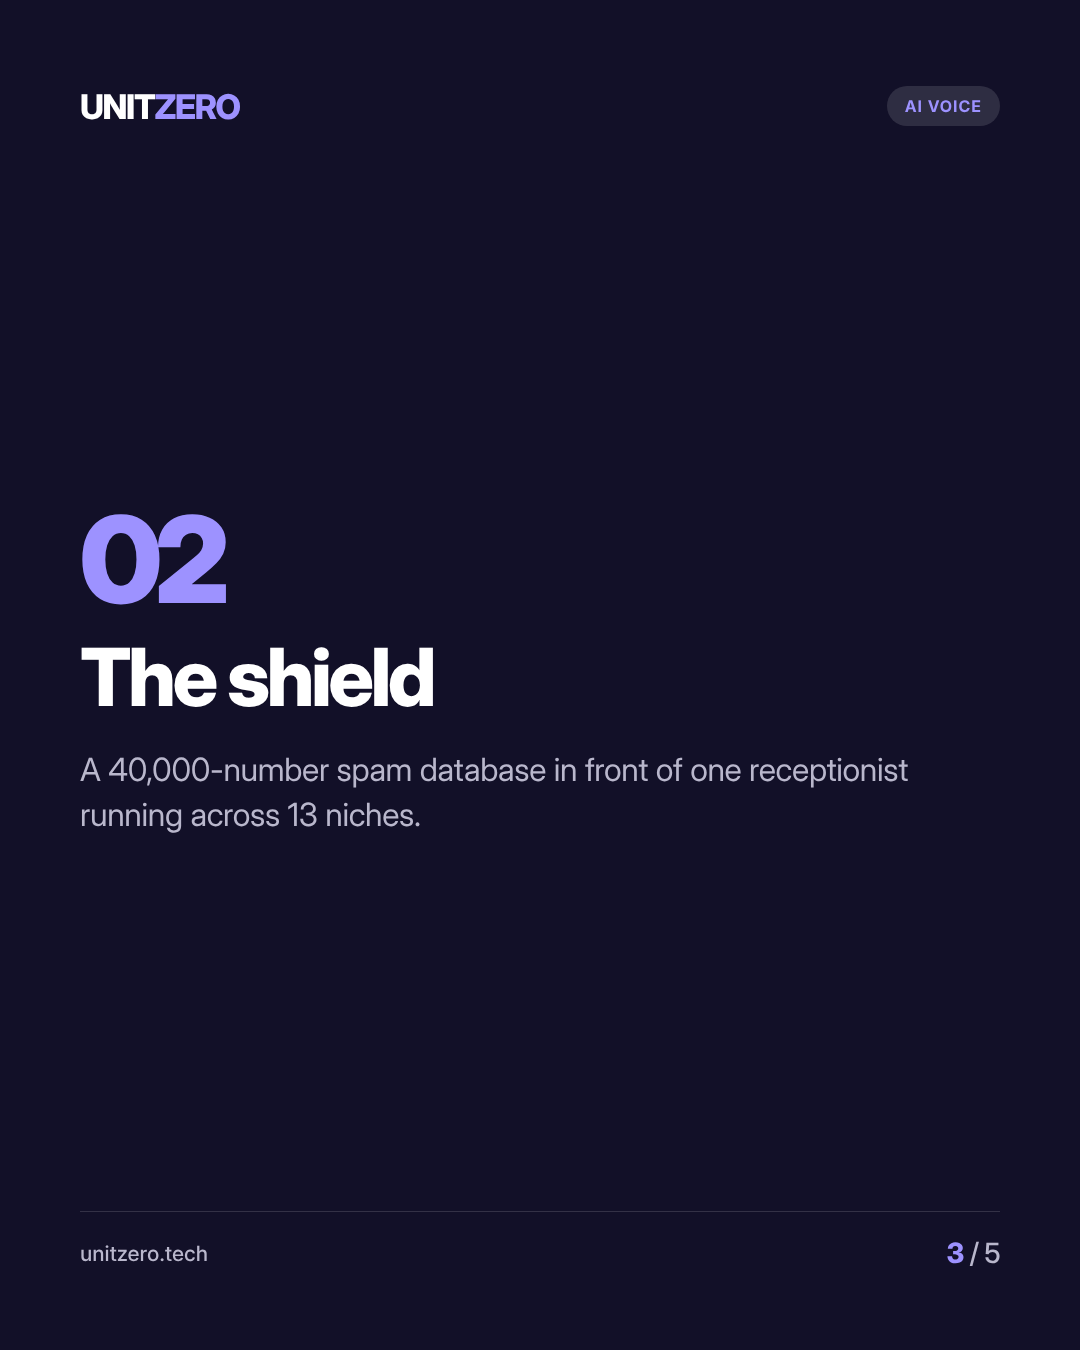 UNITZERO
AI VOICE
02
The shield
A 40,000-number spam database in front of one receptionist
running across 13 niches.
unitzero.tech
3 / 5